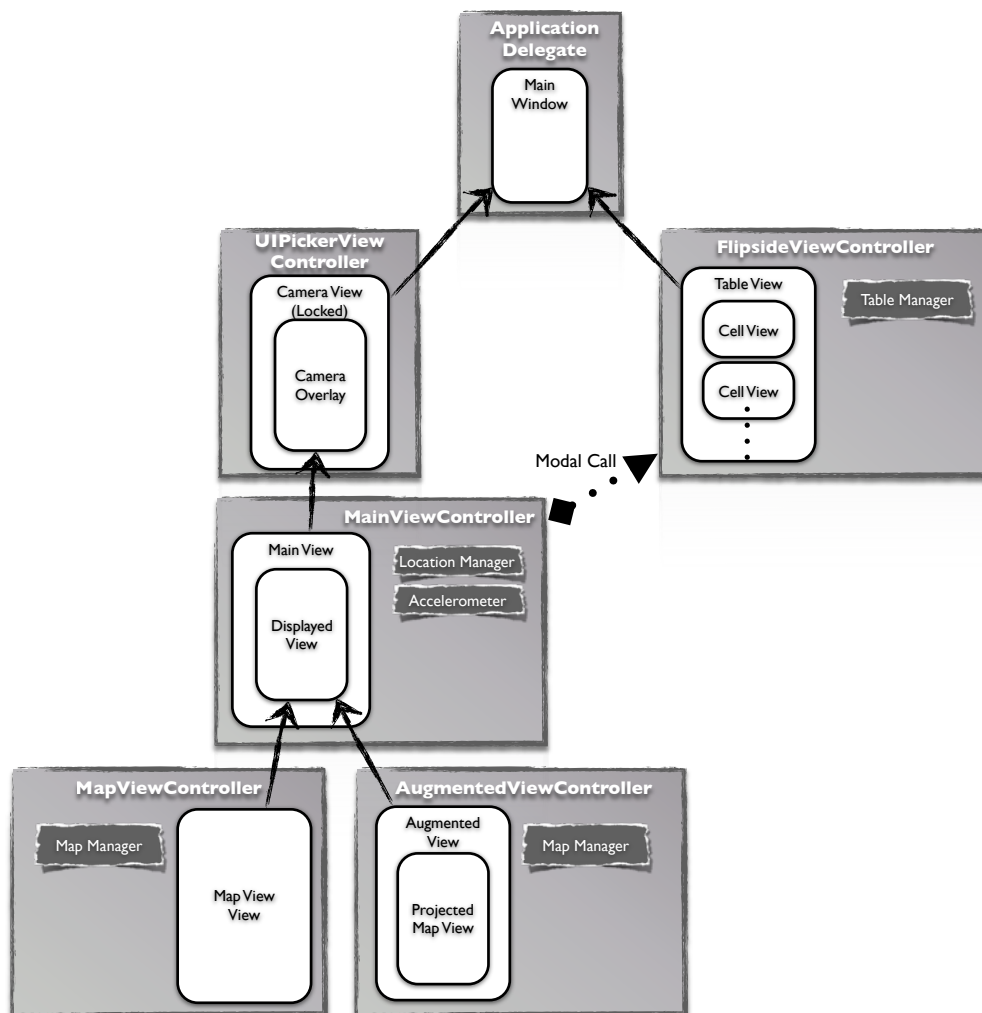 Application
Delegate
Main
Window
UIPickerView
Controller
Camera View
(Locked)
Camera
Overlay
FlipsideViewController
Table View
Table Manager
Cell View
Cell View
Modal Call
MainViewController
Main View
Location Manager
Accelerometer
Displayed
View
MapViewController
Map Manager
Map View
View
AugmentedViewController
Augmented
View
Map Manager
Projected
Map View